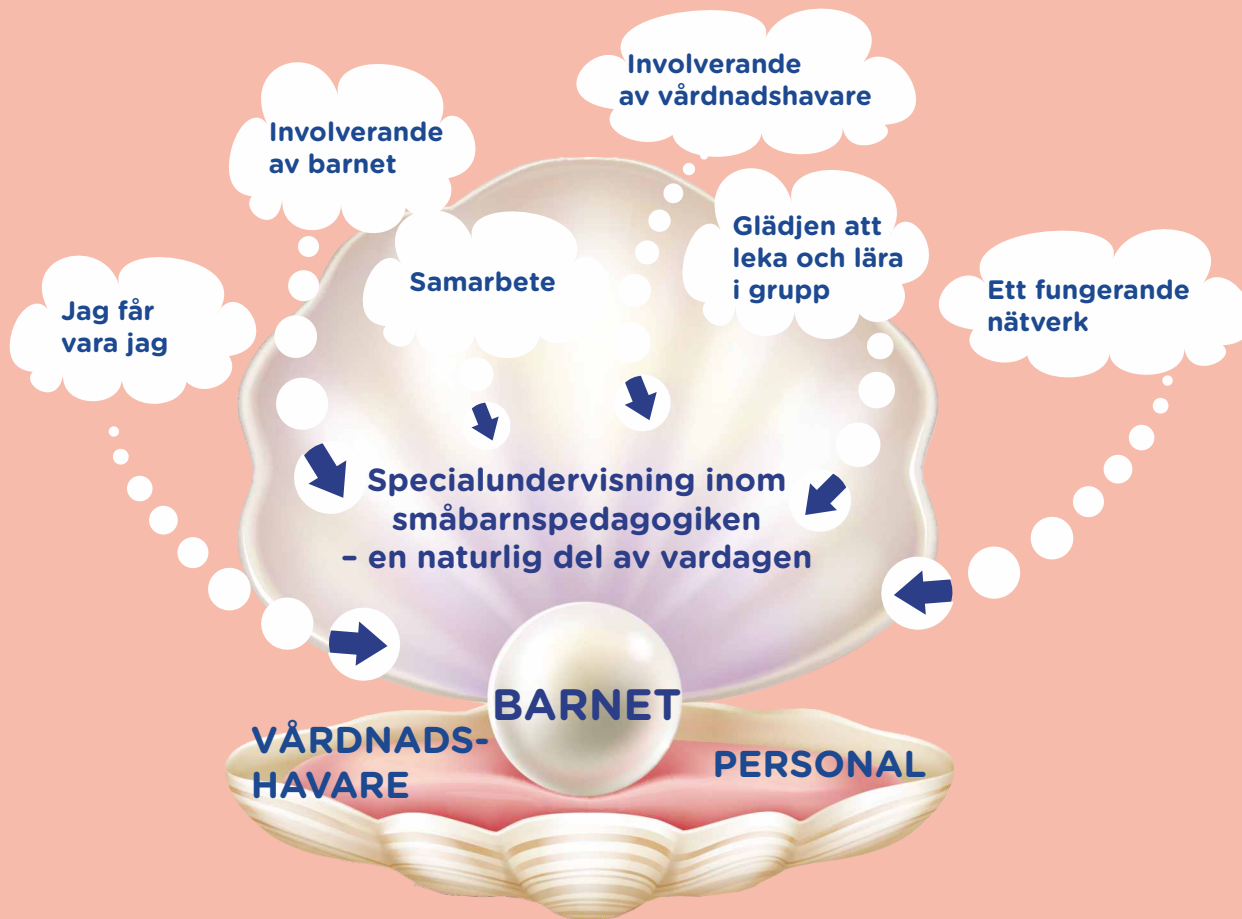 Involverande
av vårdnadshavare
Involverande
av barnet
Glädjen att
leka och lära
i grupp
Samarbete
Ett fungerande
nätverk
Jag får
vara jag
Specialundervisning inom
småbarnspedagogiken
– en naturlig del av vardagen
BARNET
VÅRDNADS-
HAVARE
PERSONAL